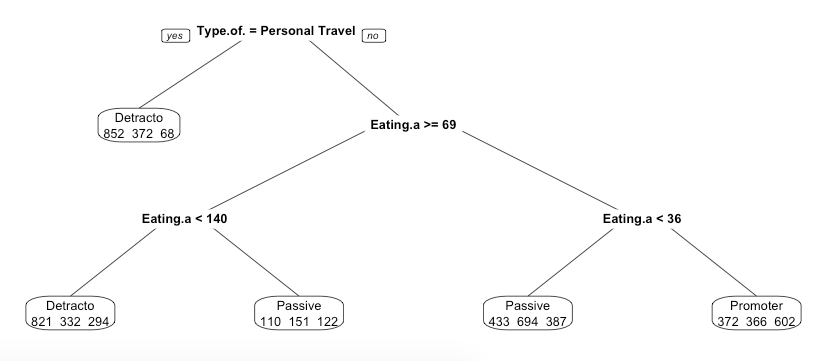 yes Type.of. = Personal Travel no
Detracto
852 372 68
Eating.a >= 69
Eating.a < 140
Eating.a < 36
Detracto
821 332 294
Passive
110 151 122
Passive
433 694 387
Promoter
372 366 602